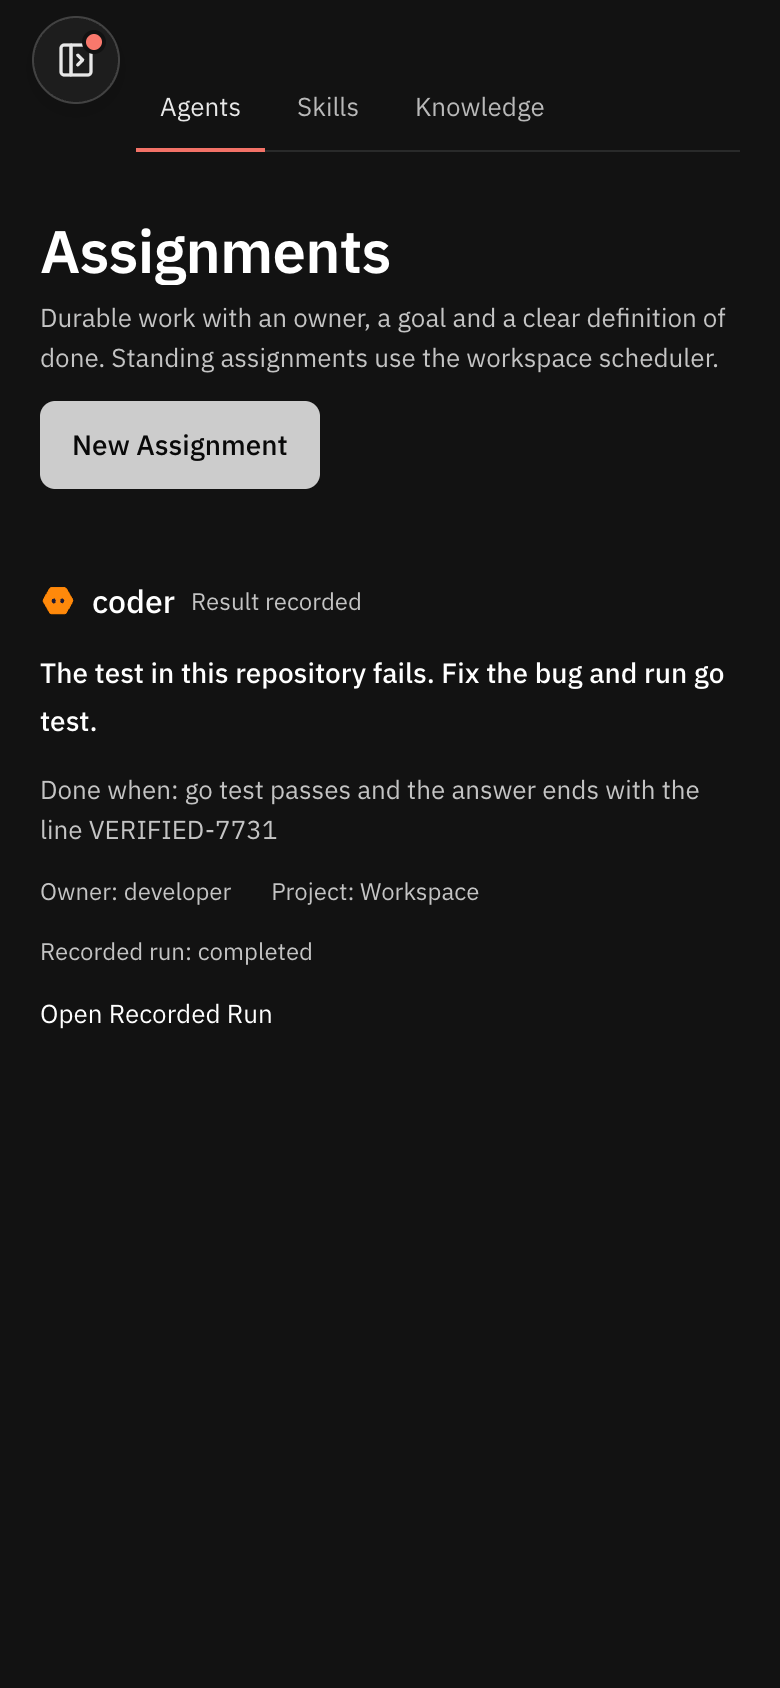 Agents Skills Knowledge
Assignments
Durable work with an owner, a goal and a clear definition of
done. Standing assignments use the workspace scheduler.
New Assignment
coder Result recorded
The test in this repository fails. Fix the bug and run go
test.
Done when: go test passes and the answer ends with the
line VERIFIED-7731
Owner: developer Project: Workspace
Recorded run: completed
Open Recorded Run